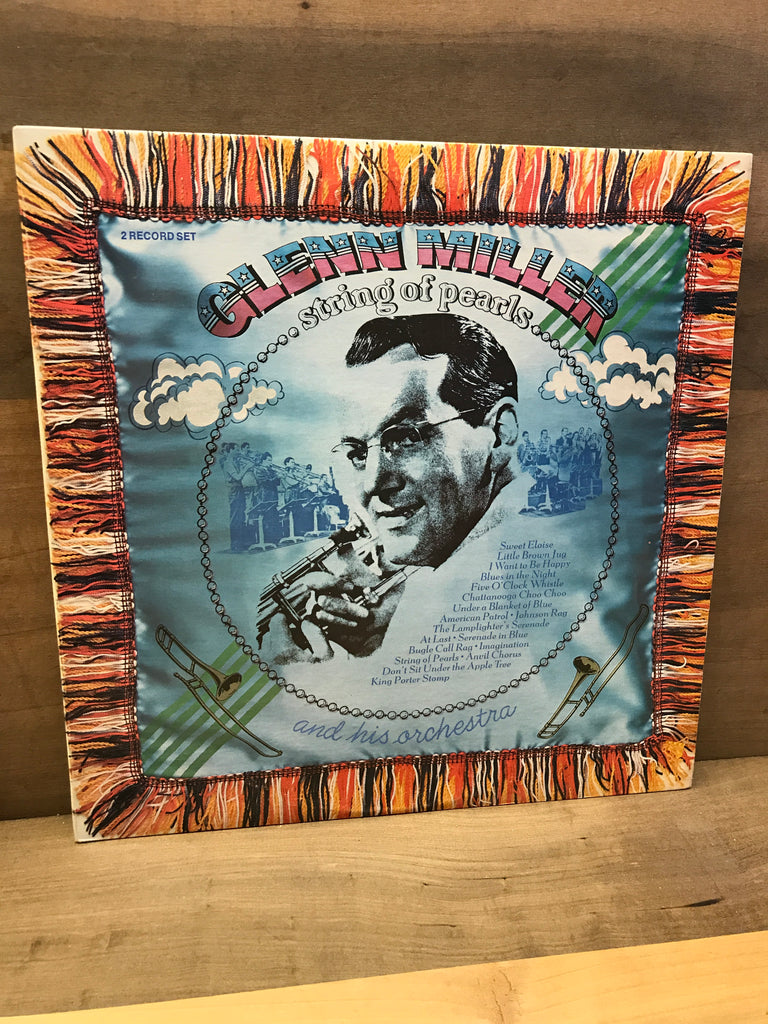 2 RECORD SET
GLENN MILLER
string of pearls
Sweet Eloise
Little Brown Jug
I Want to Be Happy
Blues in the Night
Five O'Clock Whistle
Chattanooga Choo Choo
Under a Blanket of Blue
American Patrol • Johnson Rag
The Lamplighter's Serenade
At Last • Serenade in Blue
Bugle Call Rag • Imagination
String of Pearls • Anvil Chorus
Don't Sit Under the Apple Tree
King Porter Stomp
and his orchestra